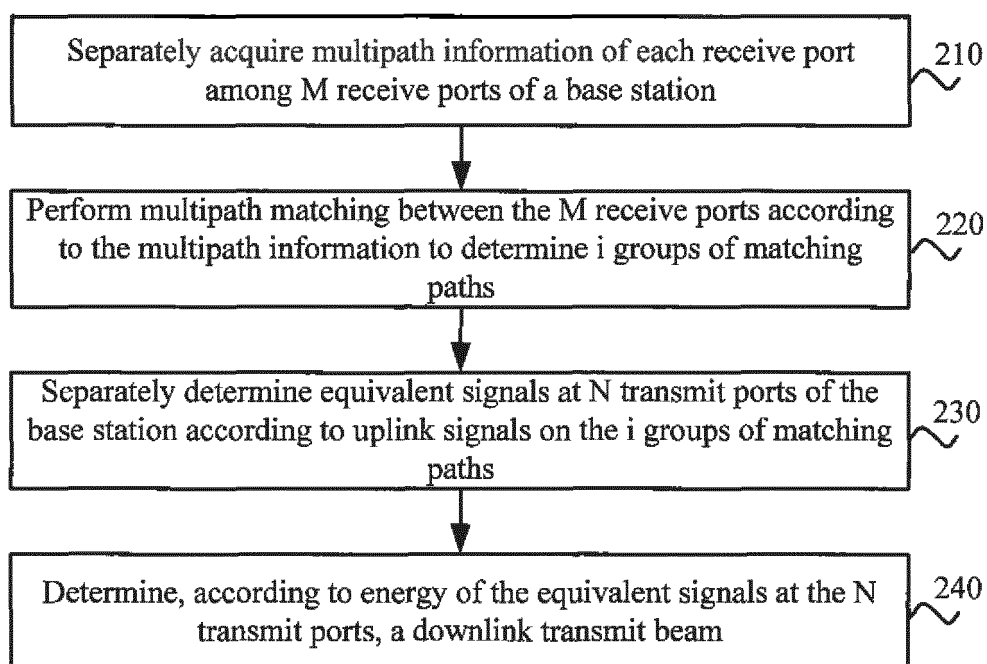 Separately acquire multipath information of each receive port
among M receive ports of a base station
210
Perform multipath matching between the M receive ports according
to the multipath information to determine i groups of matching
paths
220
Separately determine equivalent signals at N transmit ports of the
base station according to uplink signals on the i groups of matching
paths
230
Determine, according to energy of the equivalent signals at the N
transmit ports, a downlink transmit beam
240